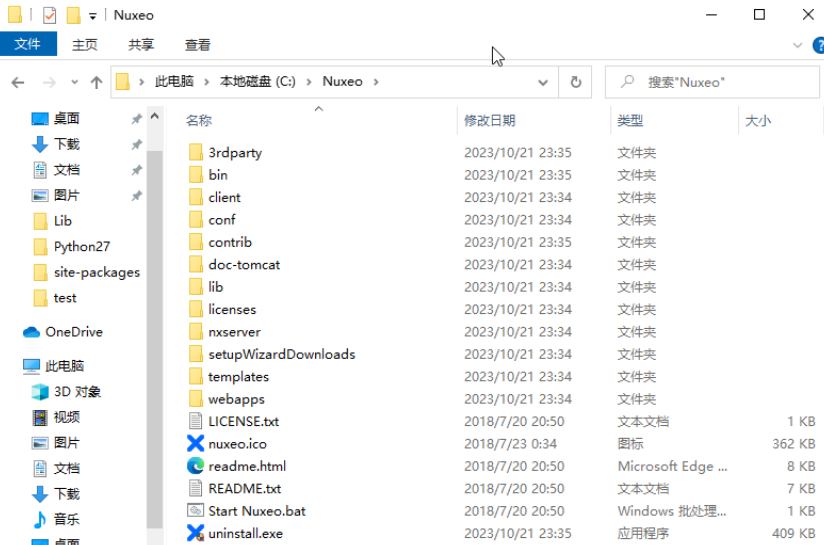 Nuxeo
文件 主页 共享 查看
此电脑 本地磁盘 (C:) Nuxeo 搜索"Nuxeo"
桌面
下载
文档
图片
Lib
Python27
site-packages
test
OneDrive
此电脑
3D 对象
视频
图片
文档
下载
音乐
桌面
名称 修改日期 类型 大小
3rdparty 2023/10/21 23:35 文件夹
bin 2023/10/21 23:35 文件夹
client 2023/10/21 23:34 文件夹
conf 2023/10/21 23:34 文件夹
contrib 2023/10/21 23:35 文件夹
doc-tomcat 2023/10/21 23:34 文件夹
lib 2023/10/21 23:34 文件夹
licenses 2023/10/21 23:34 文件夹
nxserver 2023/10/21 23:34 文件夹
setupWizardDownloads 2023/10/21 23:34 文件夹
templates 2023/10/21 23:34 文件夹
webapps 2023/10/21 23:34 文件夹
LICENSE.txt 2018/7/20 20:50 文本文档 1 KB
nuxeo.ico 2018/7/23 0:34 图标 362 KB
readme.html 2018/7/20 20:50 Microsoft Edge ... 8 KB
README.txt 2018/7/20 20:50 文本文档 7 KB
Start Nuxeo.bat 2018/7/20 20:50 Windows 批处理... 1 KB
uninstall.exe 2023/10/21 23:35 应用程序 409 KB